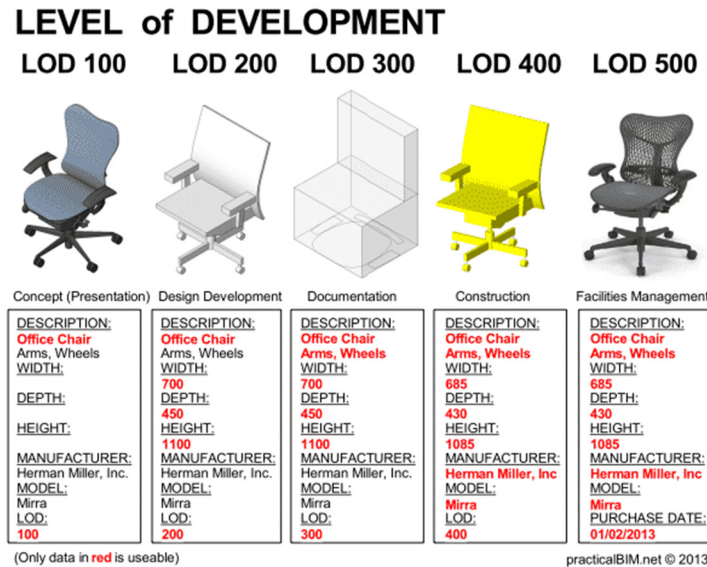 LEVEL of DEVELOPMENT
LOD 100
LOD 200
LOD 300
LOD 400
LOD 500
Concept (Presentation)
Design Development
Documentation
Construction
Facilities Management
DESCRIPTION:
Office Chair
Arms, Wheels
WIDTH:
DEPTH:
HEIGHT:
MANUFACTURER:
Herman Miller, Inc.
MODEL:
Mirra
LOD:
100
DESCRIPTION:
Office Chair
Arms, Wheels
WIDTH:
700
DEPTH:
450
HEIGHT:
1100
MANUFACTURER:
Herman Miller, Inc.
MODEL:
Mirra
LOD:
200
DESCRIPTION:
Office Chair
Arms, Wheels
WIDTH:
700
DEPTH:
450
HEIGHT:
1100
MANUFACTURER:
Herman Miller, Inc.
MODEL:
Mirra
LOD:
300
DESCRIPTION:
Office Chair
Arms, Wheels
WIDTH:
685
DEPTH:
430
HEIGHT:
1085
MANUFACTURER:
Herman Miller, Inc
MODEL:
Mirra
LOD:
400
DESCRIPTION:
Office Chair
Arms, Wheels
WIDTH:
685
DEPTH:
430
HEIGHT:
1085
MANUFACTURER:
Herman Miller, Inc
MODEL:
Mirra
PURCHASE DATE:
01/02/2013
(Only data in red is useable)
practicalBIM.net © 2013